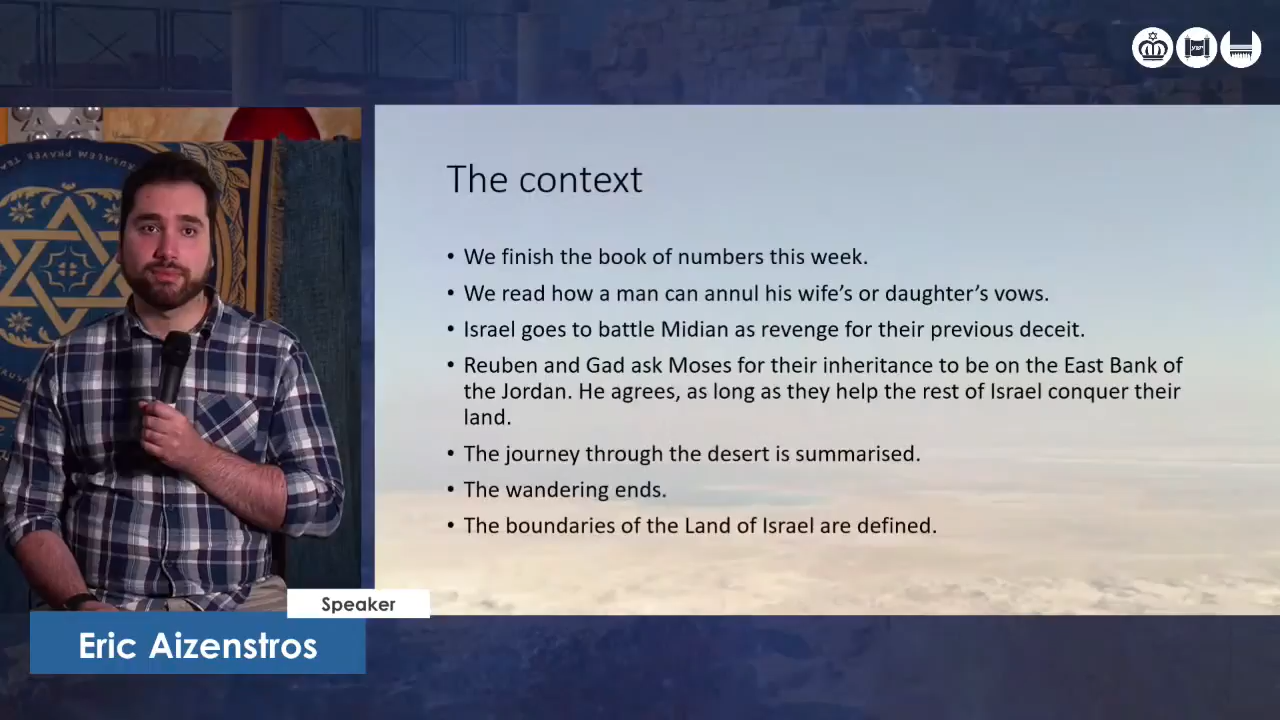 The context
• We finish the book of numbers this week.
• We read how a man can annul his wife's or daughter's vows.
• Israel goes to battle Midian as revenge for their previous deceit.
• Reuben and Gad ask Moses for their inheritance to be on the East Bank of
the Jordan. He agrees, as long as they help the rest of Israel conquer their
land.
• The journey through the desert is summarised.
• The wandering ends.
• The boundaries of the Land of Israel are defined.
Speaker
Eric Aizenstros